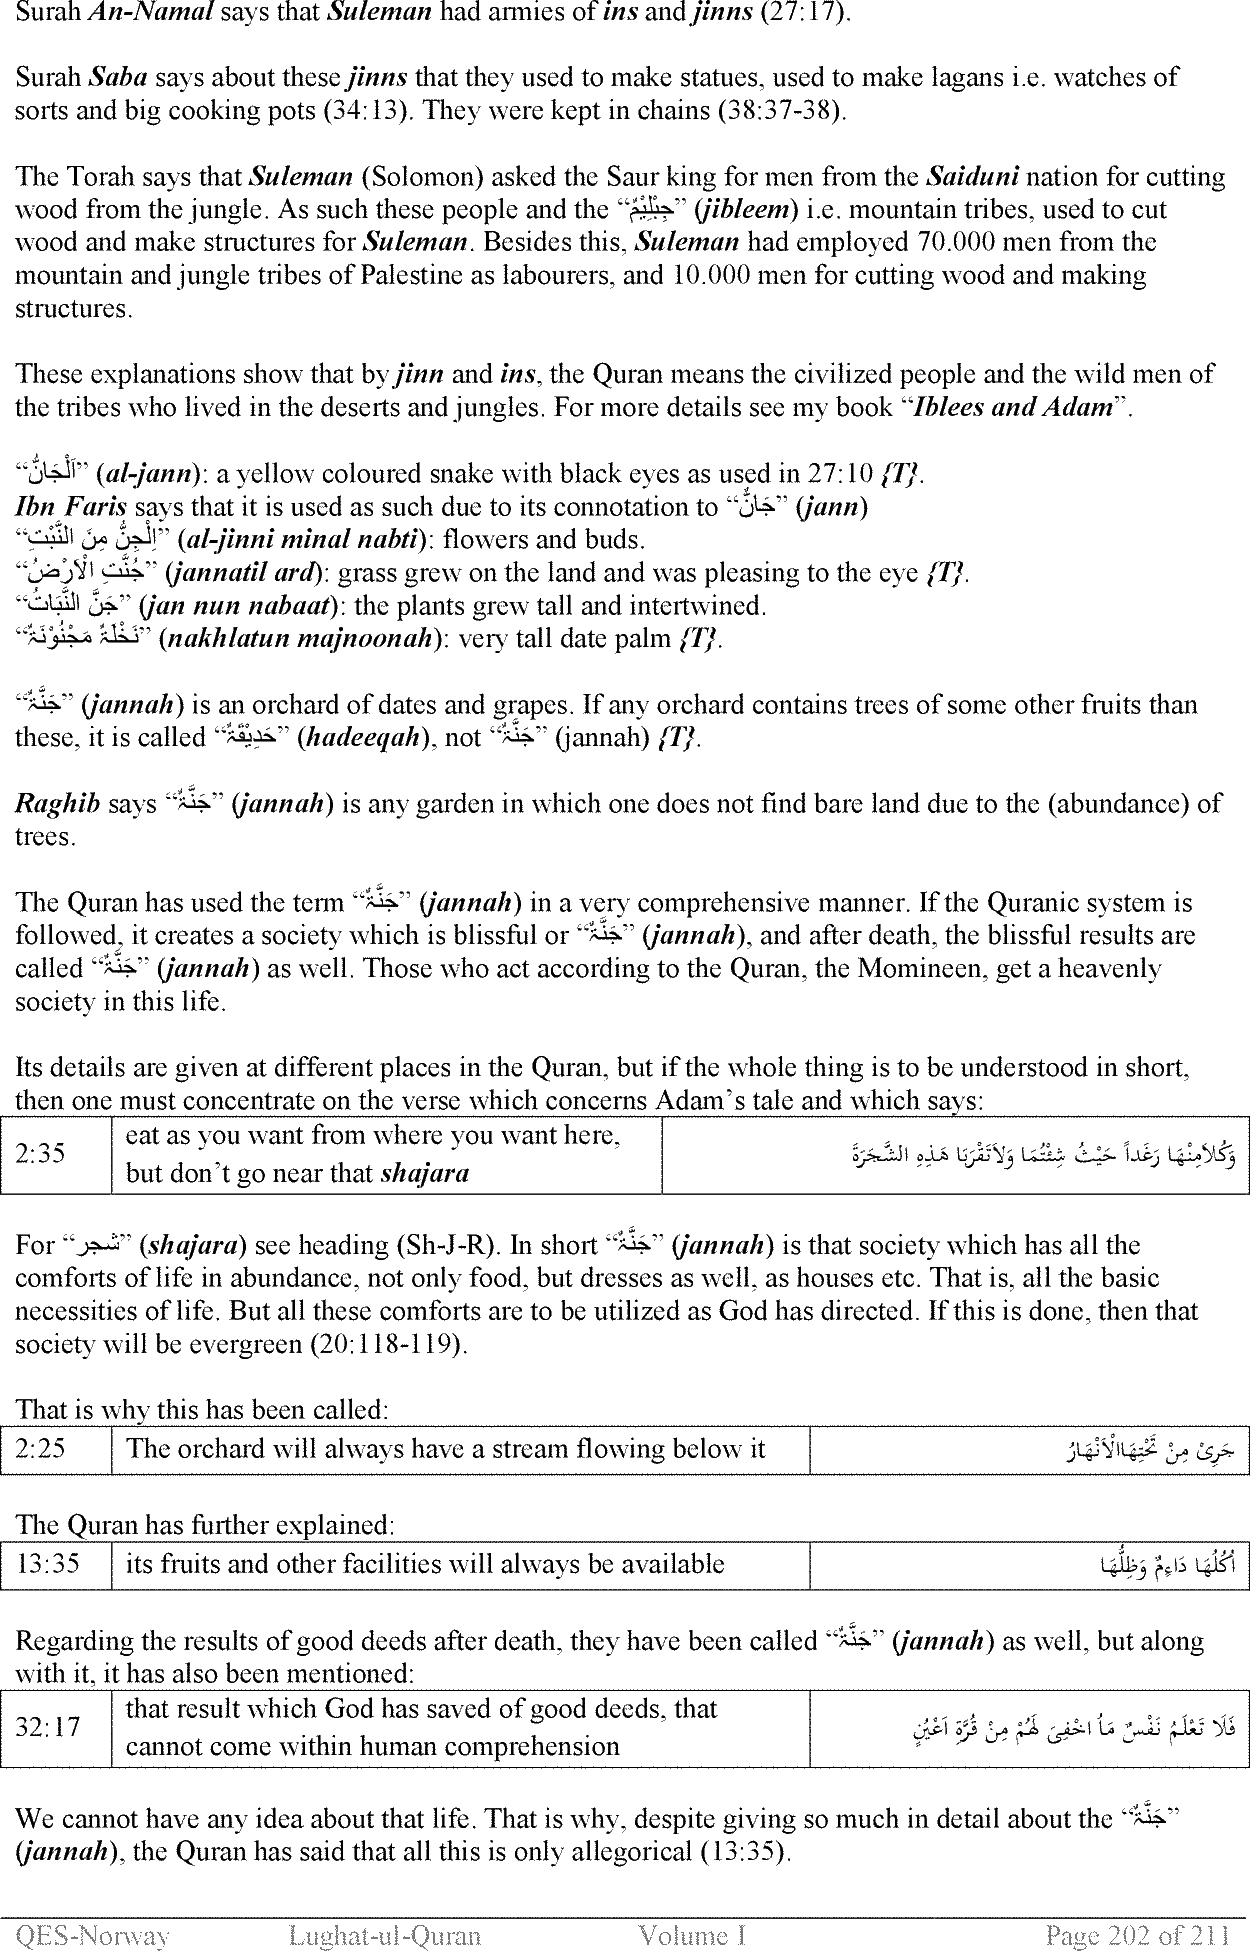 Surah An-Namal says that Suleman had armies of ins and jinns (27:17).
Surah Saba says about these jinns that they used to make statues, used to make lagans i.e. watches of
sorts and big cooking pots (34:13). They were kept in chains (38:37-38).
The Torah says that Suleman (Solomon) asked the Saur king for men from the Saiduni nation for cutting
wood from the jungle. As such these people and the “جِبْلِیْمٌ” (jibleem) i.e. mountain tribes, used to cut
wood and make structures for Suleman. Besides this, Suleman had employed 70.000 men from the
mountain and jungle tribes of Palestine as labourers, and 10.000 men for cutting wood and making
structures.
These explanations show that by jinn and ins, the Quran means the civilized people and the wild men of
the tribes who lived in the deserts and jungles. For more details see my book “Iblees and Adam”.
“اَلْجَانُّ” (al-jann): a yellow coloured snake with black eyes as used in 27:10 {T}.
Ibn Faris says that it is used as such due to its connotation to “جَانٌّ” (jann)
“اِلْجِنُّ مِنَ النَّبْتِ” (al-jinni minal nabti): flowers and buds.
“جُنَّتِ الْاَرْضُ” (jannatil ard): grass grew on the land and was pleasing to the eye {T}.
“جَنَّ النَّبَاتُ” (jan nun nabaat): the plants grew tall and intertwined.
“نَخْلَۃٌ مَجْنُوْنَۃٌ” (nakhlatun majnoonah): very tall date palm {T}.
“جَنَّۃٌ” (jannah) is an orchard of dates and grapes. If any orchard contains trees of some other fruits than
these, it is called “حَدِیْقَۃٌ” (hadeeqah), not “جَنَّۃٌ” (jannah) {T}.
Raghib says “جَنَّۃٌ” (jannah) is any garden in which one does not find bare land due to the (abundance) of
trees.
The Quran has used the term “جَنَّۃٌ” (jannah) in a very comprehensive manner. If the Quranic system is
followed, it creates a society which is blissful or “جَنَّۃٌ” (jannah), and after death, the blissful results are
called “جَنَّۃٌ” (jannah) as well. Those who act according to the Quran, the Momineen, get a heavenly
society in this life.
Its details are given at different places in the Quran, but if the whole thing is to be understood in short,
then one must concentrate on the verse which concerns Adam’s tale and which says:
2:35
eat as you want from where you want here,
but don’t go near that shajara
وَكُلاَمِنْهَا رَغَداً حَيْثُ شِئْتُمَا وَلاَتَقْرَبَا هَذِهِ الشَّجَرَةَ
For “شجر” (shajara) see heading (Sh-J-R). In short “جَنَّۃٌ” (jannah) is that society which has all the
comforts of life in abundance, not only food, but dresses as well, as houses etc. That is, all the basic
necessities of life. But all these comforts are to be utilized as God has directed. If this is done, then that
society will be evergreen (20:118-119).
That is why this has been called:
2:25
The orchard will always have a stream flowing below it
جَرِىْ مِنْ تَحْتِهَاالْاَنْهَارُ
The Quran has further explained:
13:35
its fruits and other facilities will always be available
اُكُلُهَا دَاءِمٌ وَظِلُّهَا
Regarding the results of good deeds after death, they have been called “جَنَّۃٌ” (jannah) as well, but along
with it, it has also been mentioned:
32:17
that result which God has saved of good deeds, that
cannot come within human comprehension
فَلَا تَعْلَمُ نَفْسٌ مَاُ اخْفِىَ لَهُمْ مِنْ قُرَّةِ اَعْيُنٍ
We cannot have any idea about that life. That is why, despite giving so much in detail about the “جَنَّۃٌ”
(jannah), the Quran has said that all this is only allegorical (13:35).
QES-Norway Lughat-ul-Quran Volume I Page 202 of 211